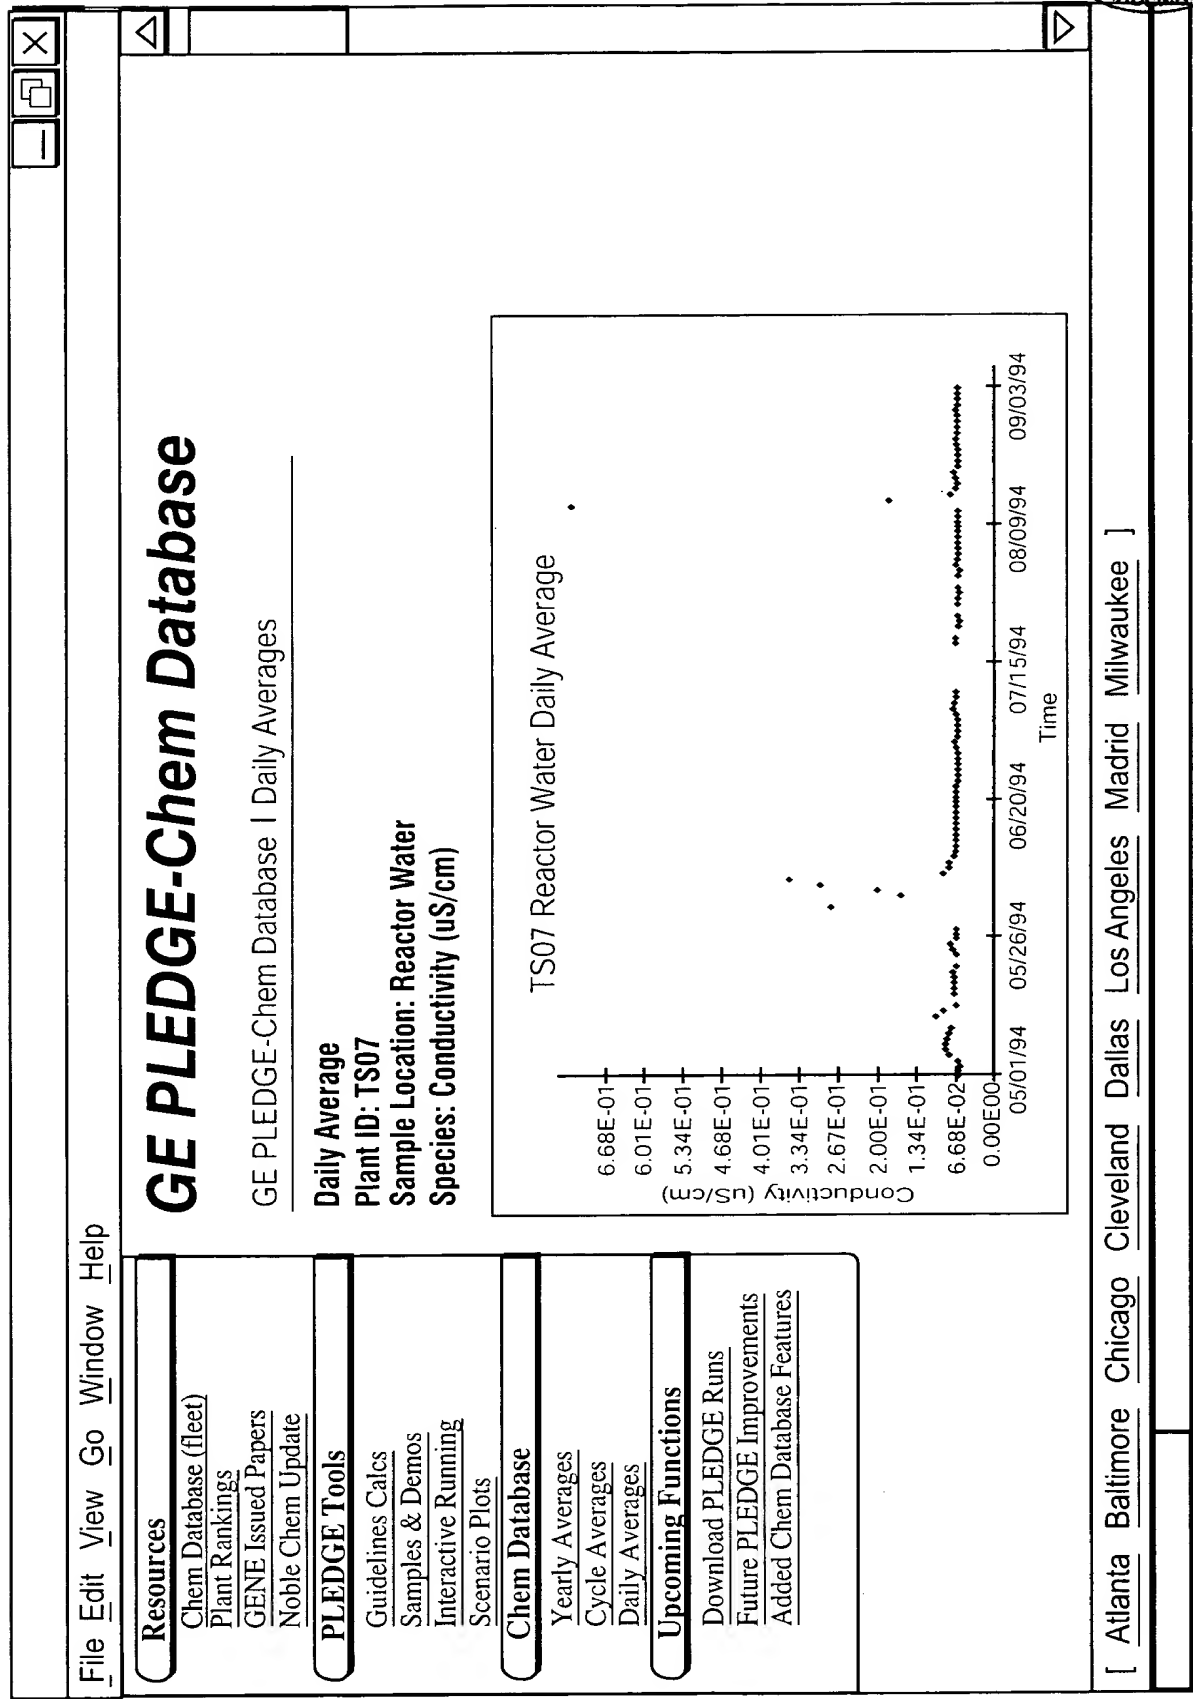 File Edit View Go Window Help
Resources
Chem Database (fleet)
Plant Rankings
GENE Issued Papers
Noble Chem Update
PLEDGE Tools
Guidelines Calcs
Samples & Demos
Interactive Running
Scenario Plots
Chem Database
Yearly Averages
Cycle Averages
Daily Averages
Upcoming Functions
Download PLEDGE Runs
Future PLEDGE Improvements
Added Chem Database Features
GE PLEDGE-Chem Database
GE PLEDGE-Chem Database | Daily Averages
Daily Average
Plant ID: TS07
Sample Location: Reactor Water
Species: Conductivity (uS/cm)
TS07 Reactor Water Daily Average
Conductivity (uS/cm)
6.68E-01
6.01E-01
5.34E-01
4.68E-01
4.01E-01
3.34E-01
2.67E-01
2.00E-01
1.34E-01
6.68E-02
0.00E00
05/01/94 05/26/94 06/20/94 07/15/94 08/09/94 09/03/94
Time
[ Atlanta Baltimore Chicago Cleveland Dallas Los Angeles Madrid Milwaukee ]